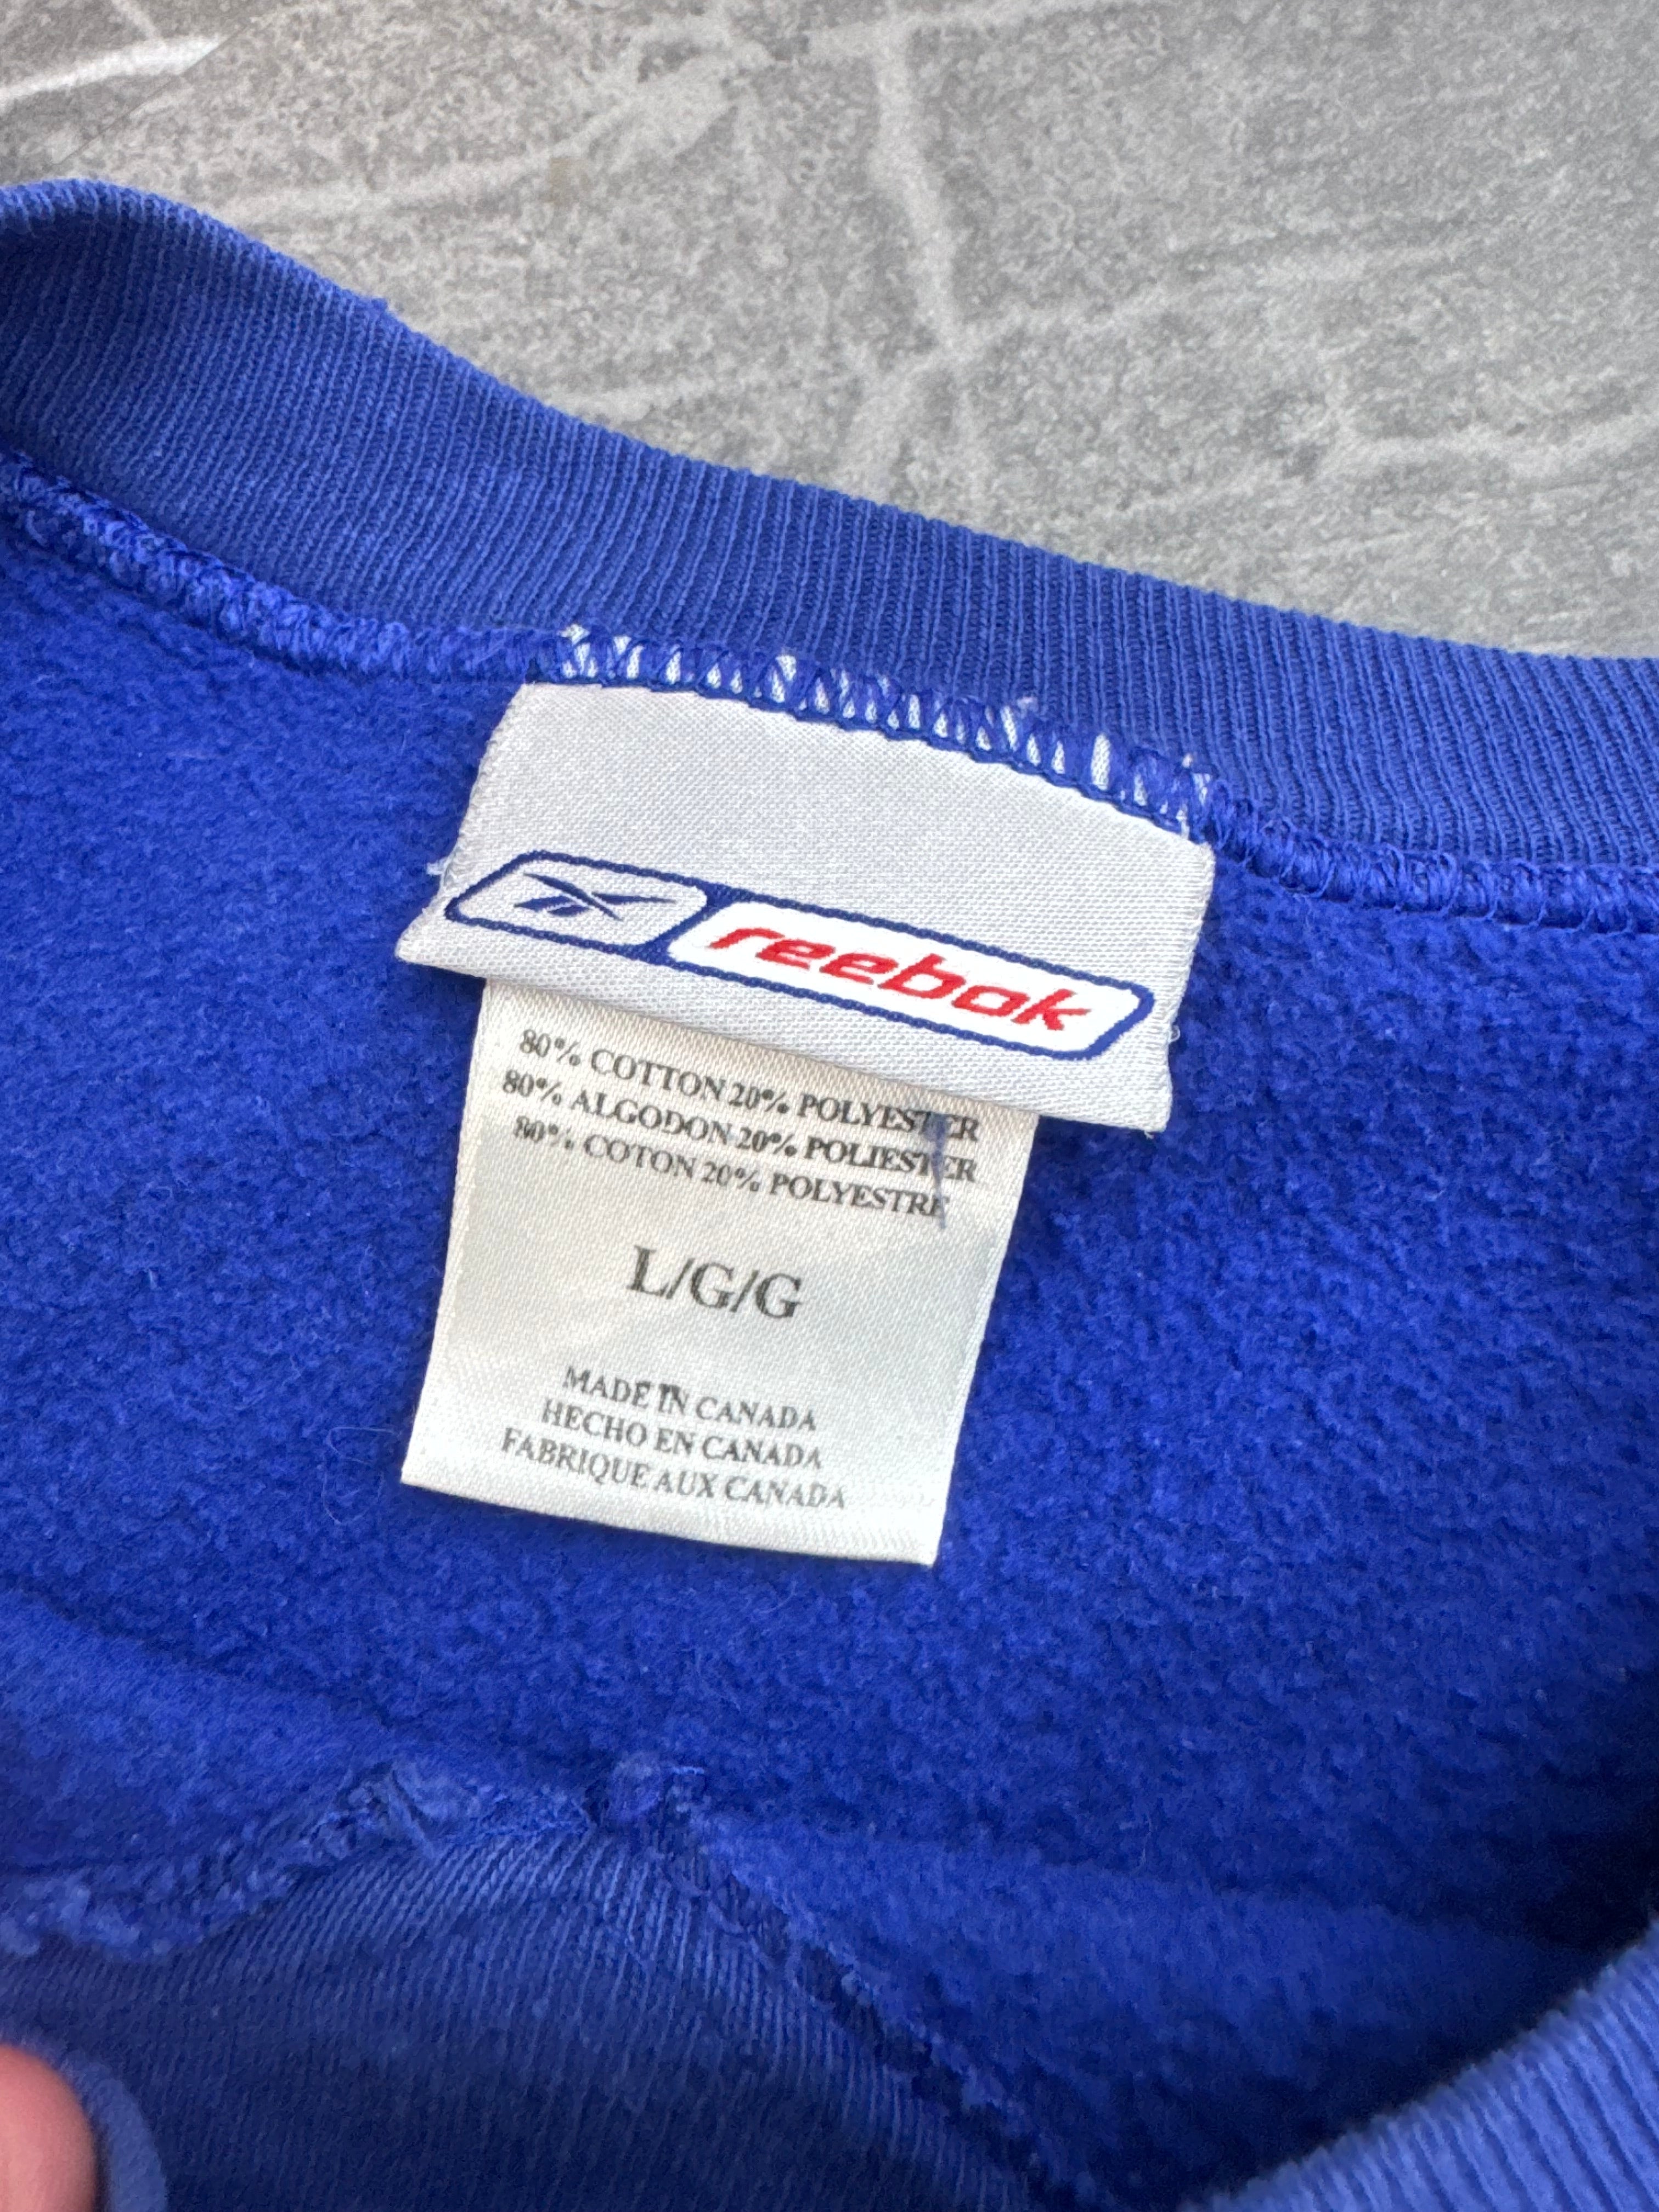 reebok
80% COTTON 20% POLYESTER
80% ALGODON 20% POLIESTER
80% COTON 20% POLYESTRE
L/G/G
MADE IN CANADA
HECHO EN CANADA
FABRIQUE AUX CANADA